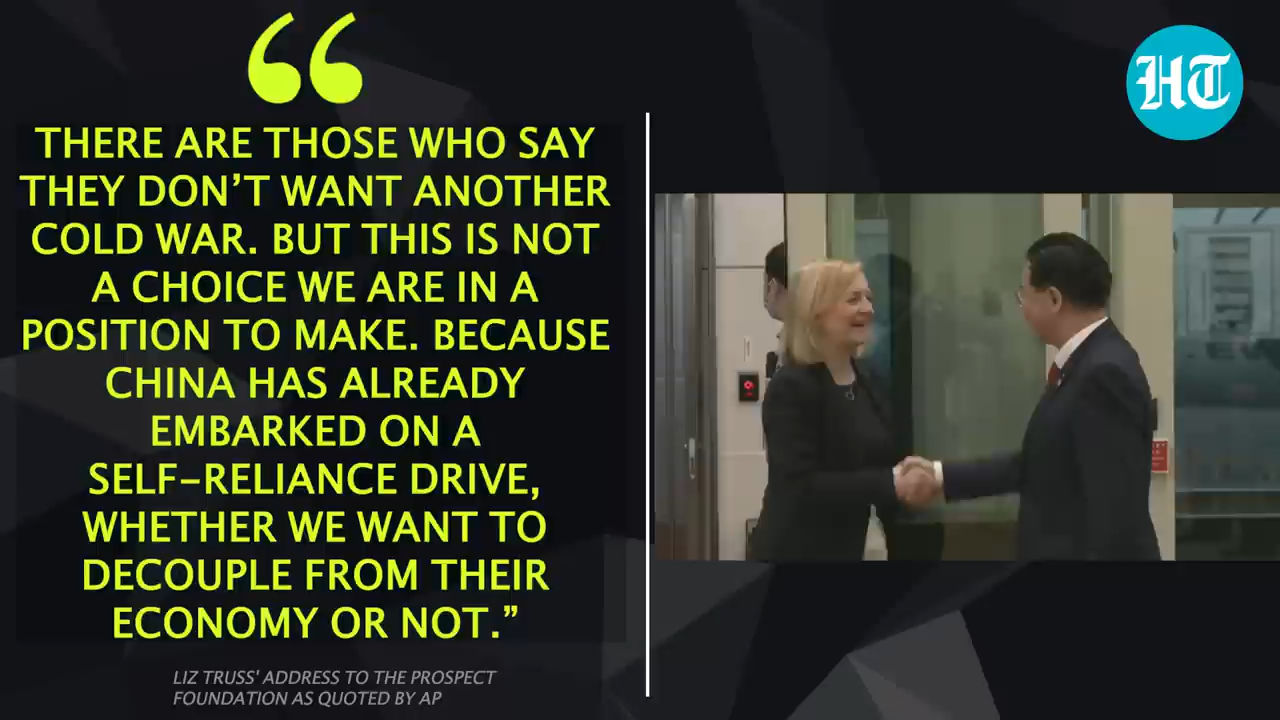 HT
“
THERE ARE THOSE WHO SAY
THEY DON’T WANT ANOTHER
COLD WAR. BUT THIS IS NOT
A CHOICE WE ARE IN A
POSITION TO MAKE. BECAUSE
CHINA HAS ALREADY
EMBARKED ON A
SELF-RELIANCE DRIVE,
WHETHER WE WANT TO
DECOUPLE FROM THEIR
ECONOMY OR NOT.”
LIZ TRUSS' ADDRESS TO THE PROSPECT
FOUNDATION AS QUOTED BY AP